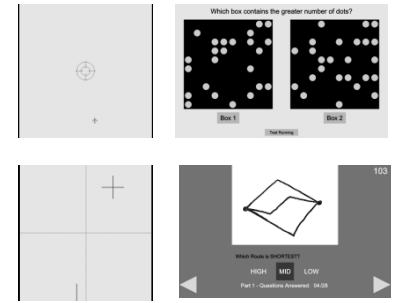 Which box contains the greater number of dots?
Box 1
Box 2
Test Running
103
Which Route is SHORTEST?
HIGH
MID
LOW
Part 1 - Questions Answered: 04/28